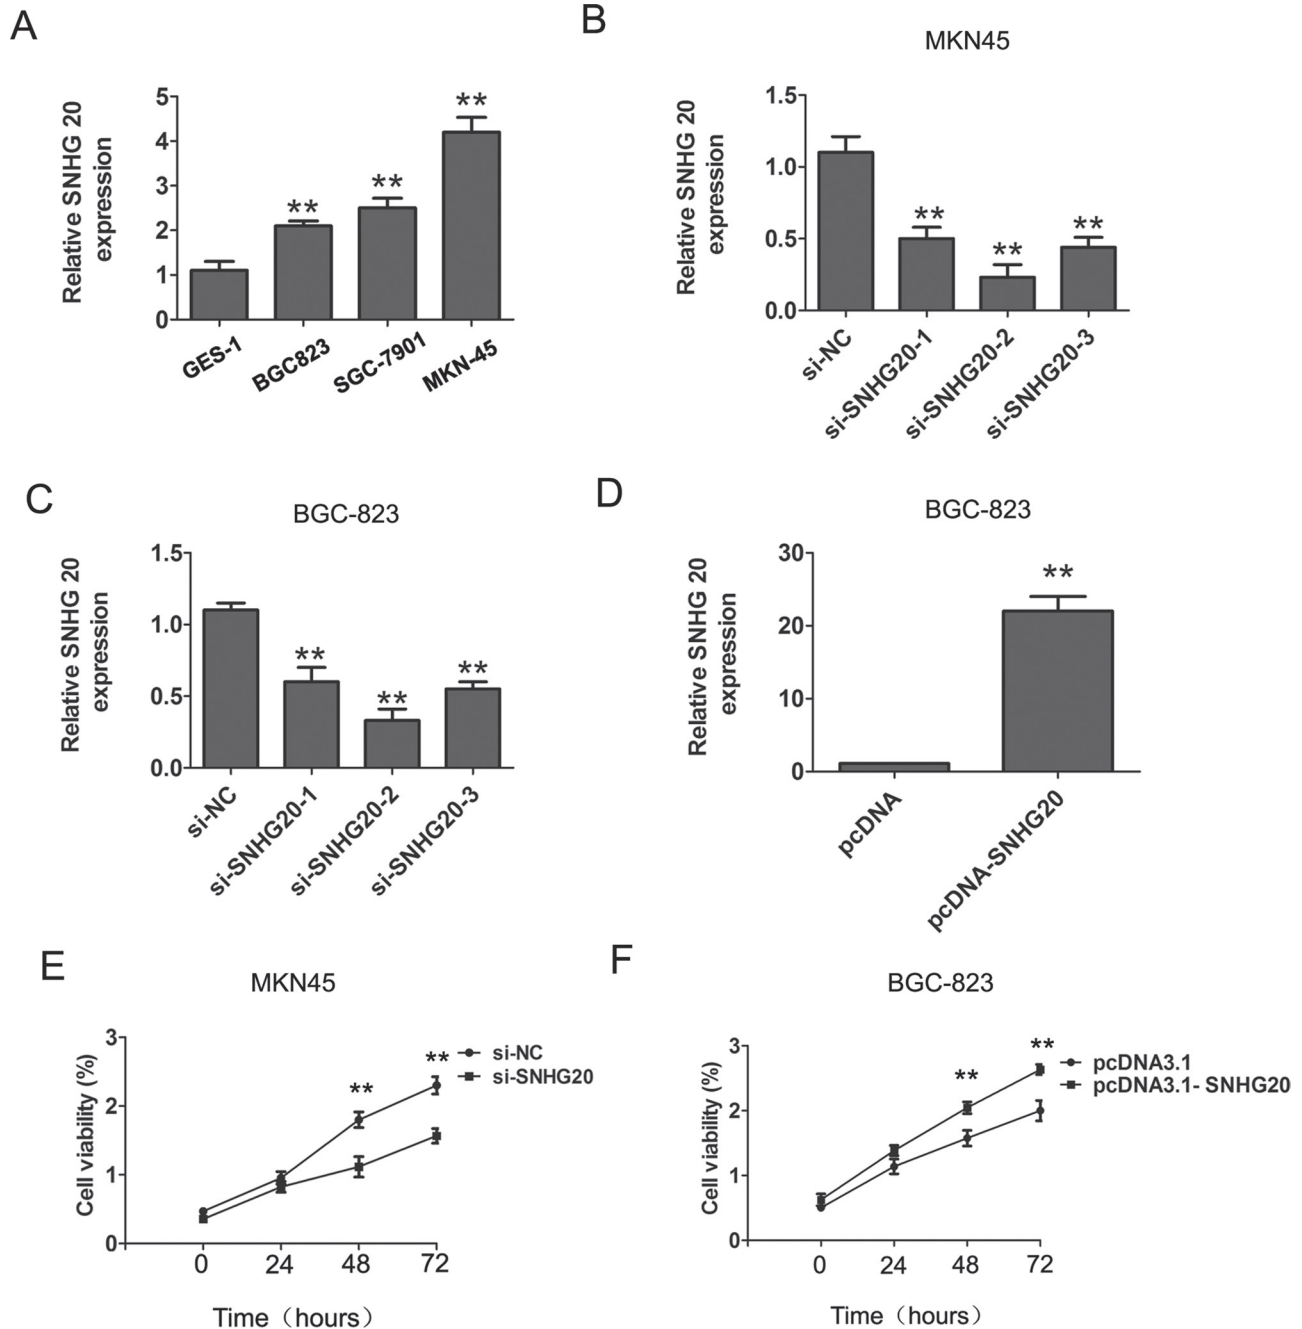 A
Relative SNHG 20
expression
5
4
3
2
1
0
**
**
**
GES-1
BGC823
SGC-7901
MKN-45
B
MKN45
Relative SNHG 20
expression
1.5
1.0
0.5
0.0
**
**
**
si-NC
si-SNHG20-1
si-SNHG20-2
si-SNHG20-3
C
BGC-823
Relative SNHG 20
expression
1.5
1.0
0.5
0.0
**
**
**
si-NC
si-SNHG20-1
si-SNHG20-2
si-SNHG20-3
D
BGC-823
Relative SNHG 20
expression
30
20
10
0
**
pcDNA
pcDNA-SNHG20
E
MKN45
Cell viability (%)
3
2
1
0
**
**
si-NC
si-SNHG20
0 24 48 72
Time（hours）
F
BGC-823
Cell viability (%)
3
2
1
0
**
**
pcDNA3.1
pcDNA3.1- SNHG20
0 24 48 72
Time（hours）